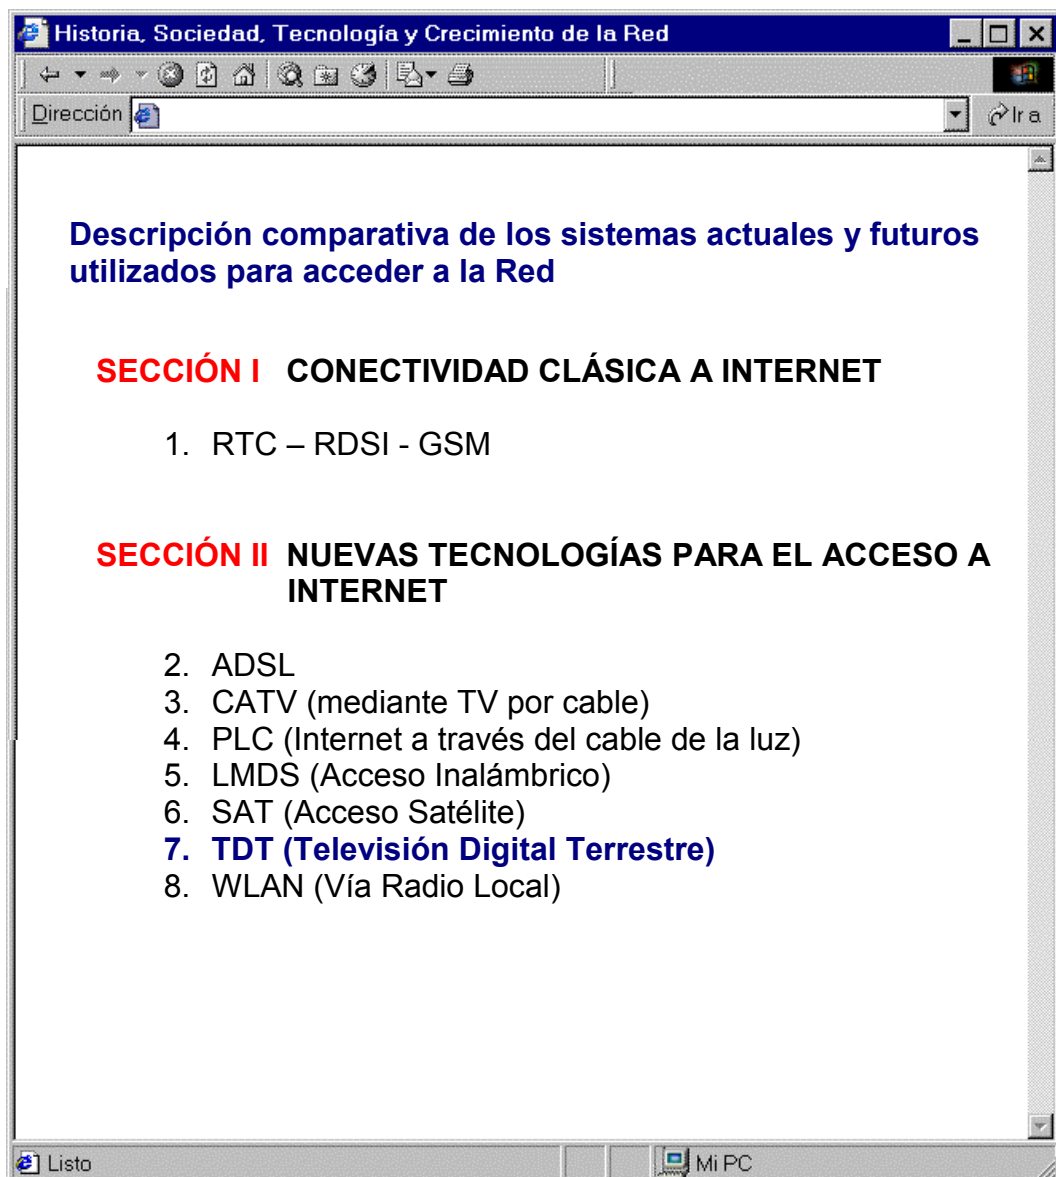 Historia, Sociedad, Tecnología y Crecimiento de la Red
Dirección
Ir a
Descripción comparativa de los sistemas actuales y futuros
utilizados para acceder a la Red
SECCIÓN I CONECTIVIDAD CLÁSICA A INTERNET
1. RTC – RDSI - GSM
SECCIÓN II NUEVAS TECNOLOGÍAS PARA EL ACCESO A
INTERNET
2. ADSL
3. CATV (mediante TV por cable)
4. PLC (Internet a través del cable de la luz)
5. LMDS (Acceso Inalámbrico)
6. SAT (Acceso Satélite)
7. TDT (Televisión Digital Terrestre)
8. WLAN (Vía Radio Local)
Listo
Mi PC